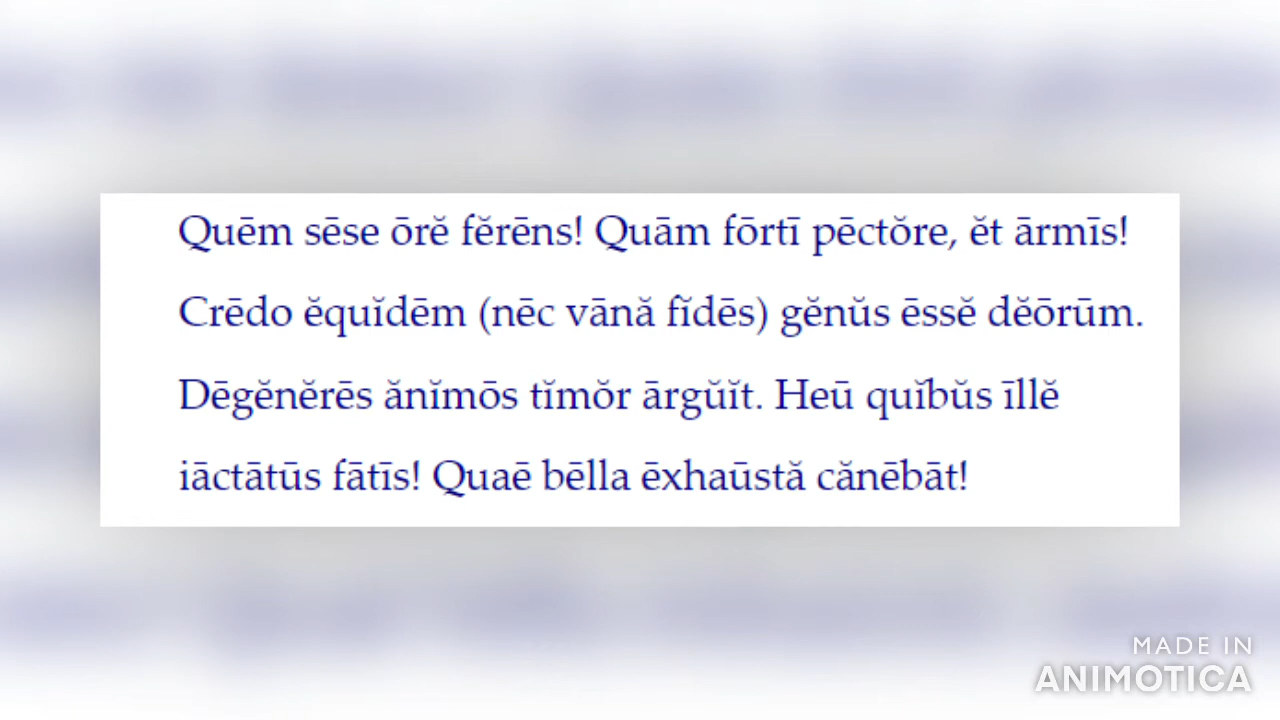 Quēm sēse ōrĕ fĕrēns! Quām fōrtī pēctŏre, ĕt ārmīs!
Crēdo ĕquĭdēm (nēc vānă fĭdēs) gĕnŭs ēssĕ dĕōrūm.
Dēgĕnĕrēs ănĭmōs tĭmŏr ārgŭĭt. Heū quĭbŭs īllĕ
iāctātūs fātīs! Quaē bēlla ēxhaūstă cănēbāt!
MADE IN
ANIMOTICA